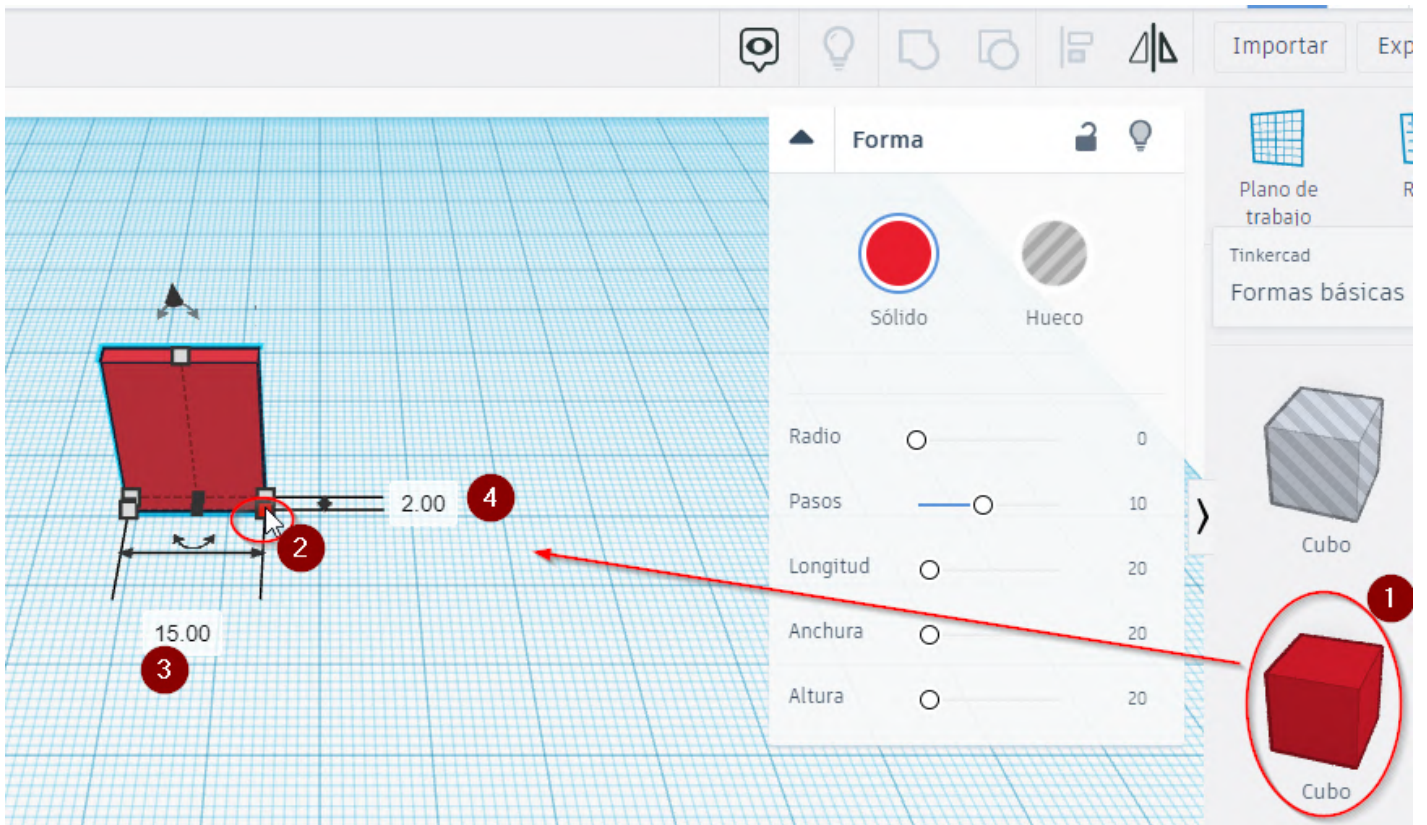 Importar
Exp
Forma
Plano de
trabajo
R
Tinkercad
Formas básicas
Sólido
Hueco
Radio
0
Pasos
10
Longitud
20
Anchura
20
Altura
20
Cubo
1
Cubo
2.00
4
2
15.00
3